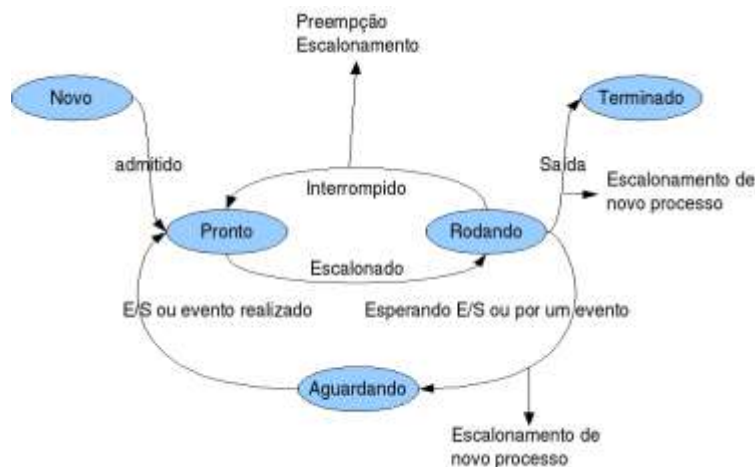 Preempção
Escalonamento
Novo
Terminado
admitido
Saída
Interrompido
Escalonamento de
novo processo
Pronto
Rodando
Escalonado
E/S ou evento realizado
Esperando E/S ou por um evento
Aguardando
Escalonamento de
novo processo